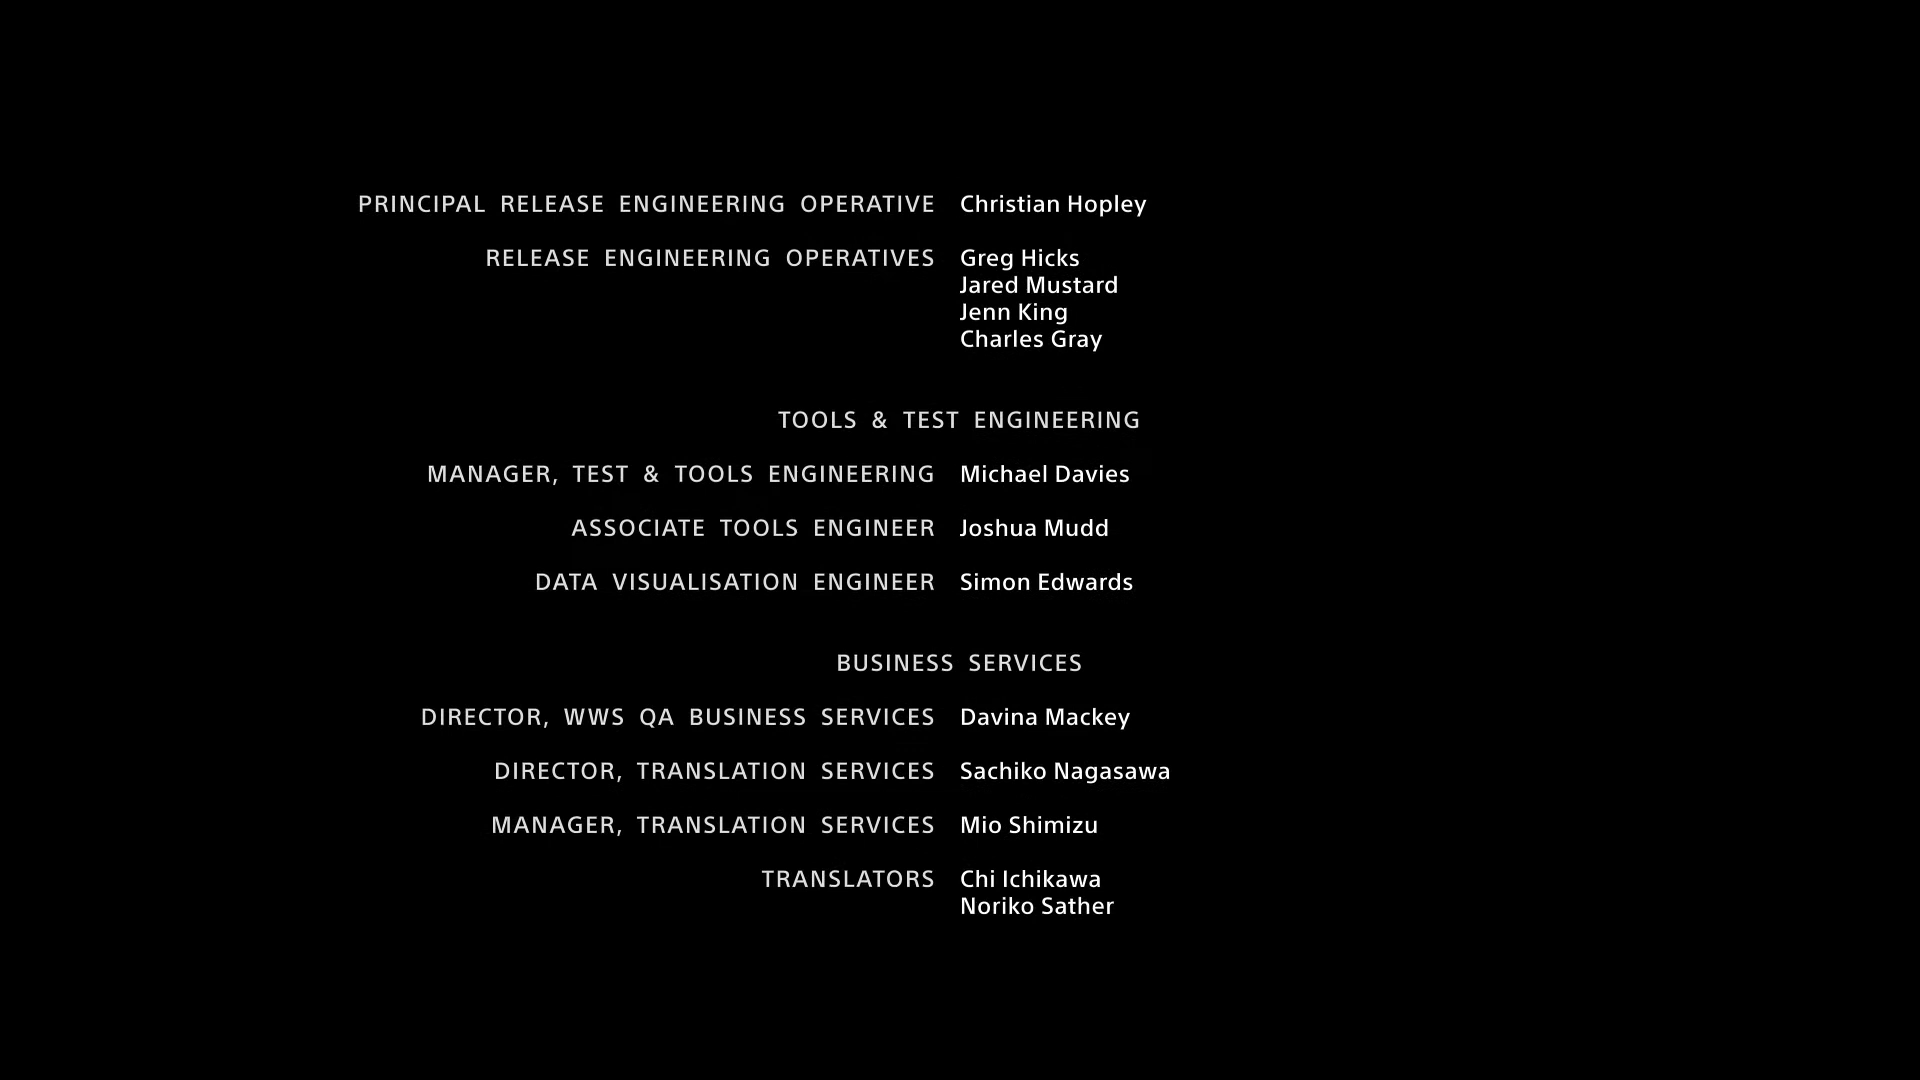 PRINCIPAL RELEASE ENGINEERING OPERATIVE Christian Hopley
RELEASE ENGINEERING OPERATIVES Greg Hicks
Jared Mustard
Jenn King
Charles Gray
TOOLS & TEST ENGINEERING
MANAGER, TEST & TOOLS ENGINEERING Michael Davies
ASSOCIATE TOOLS ENGINEER Joshua Mudd
DATA VISUALISATION ENGINEER Simon Edwards
BUSINESS SERVICES
DIRECTOR, WWS QA BUSINESS SERVICES Davina Mackey
DIRECTOR, TRANSLATION SERVICES Sachiko Nagasawa
MANAGER, TRANSLATION SERVICES Mio Shimizu
TRANSLATORS Chi Ichikawa
Noriko Sather